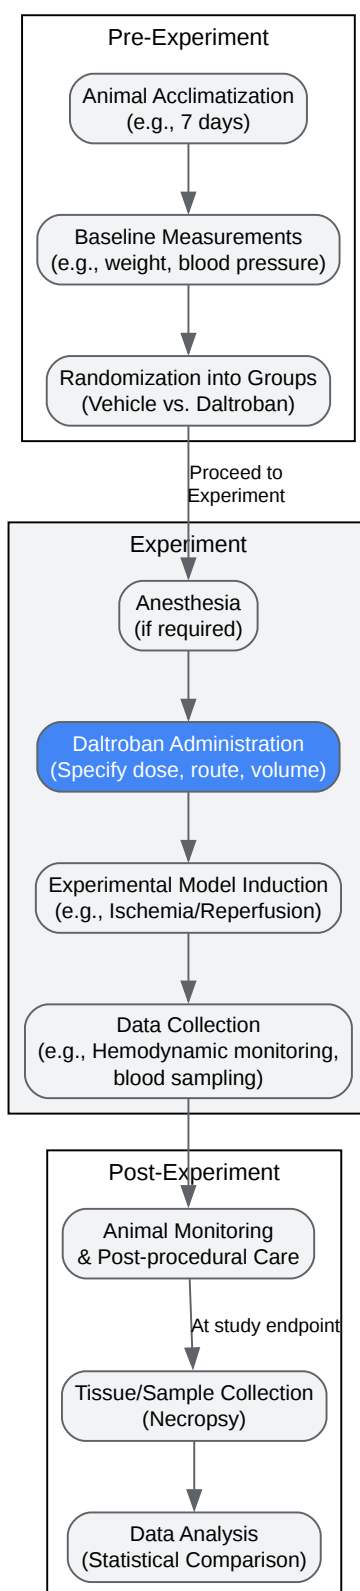 Pre-Experiment
Animal Acclimatization
(e.g., 7 days)
Baseline Measurements
(e.g., weight, blood pressure)
Randomization into Groups
(Vehicle vs. Daltroban)
Proceed to
Experiment
Experiment
Anesthesia
(if required)
Daltroban Administration
(Specify dose, route, volume)
Experimental Model Induction
(e.g., Ischemia/Reperfusion)
Data Collection
(e.g., Hemodynamic monitoring,
blood sampling)
Post-Experiment
Animal Monitoring
& Post-procedural Care
At study endpoint
Tissue/Sample Collection
(Necropsy)
Data Analysis
(Statistical Comparison)